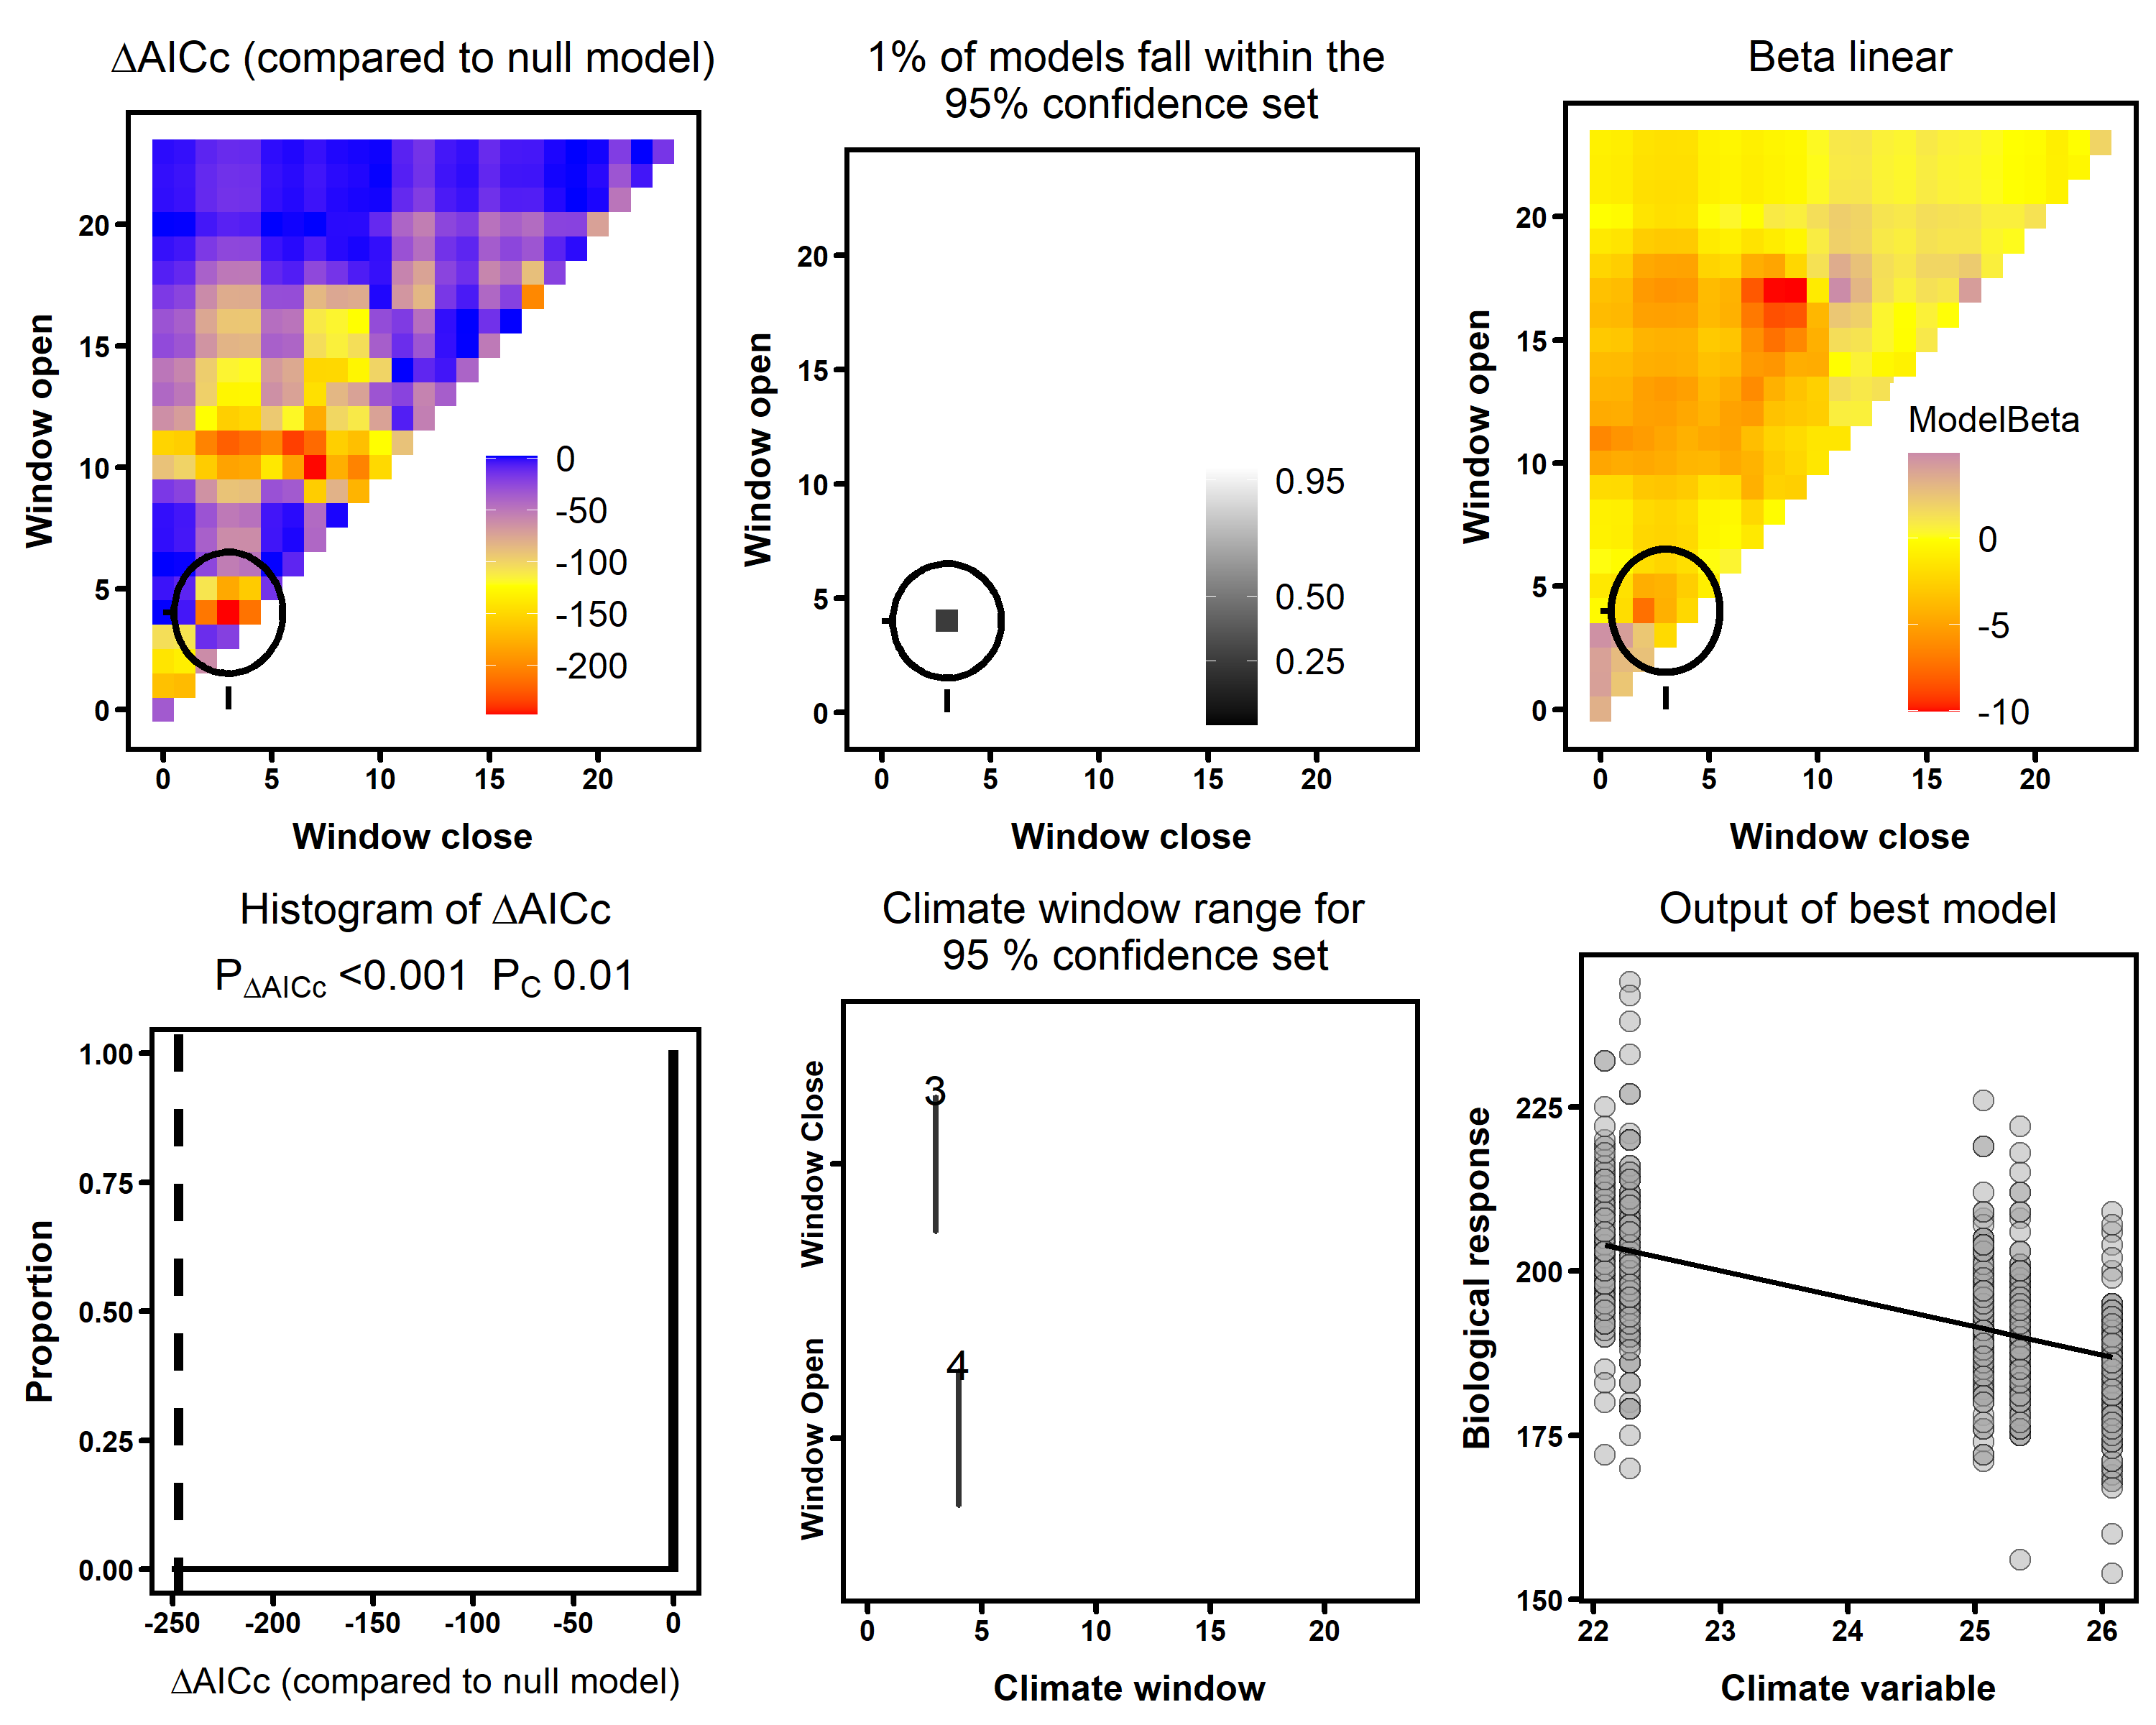 ΔAICc (compared to null model)
Window open
20
15
10
5
0
0
-50
-100
-150
-200
0 5 10 15 20
Window close
1% of models fall within the
95% confidence set
Window open
20
15
10
5
0
0.95
0.50
0.25
0 5 10 15 20
Window close
Beta linear
Window open
20
15
10
5
0
ModelBeta
0
-5
-10
0 5 10 15 20
Window close
Histogram of ΔAICc
PΔAICc <0.001 PC 0.01
Proportion
1.00
0.75
0.50
0.25
0.00
-250 -200 -150 -100 -50 0
ΔAICc (compared to null model)
Climate window range for
95 % confidence set
Window Close
Window Open
3
4
0 5 10 15 20
Climate window
Output of best model
Biological response
225
200
175
150
22 23 24 25 26
Climate variable